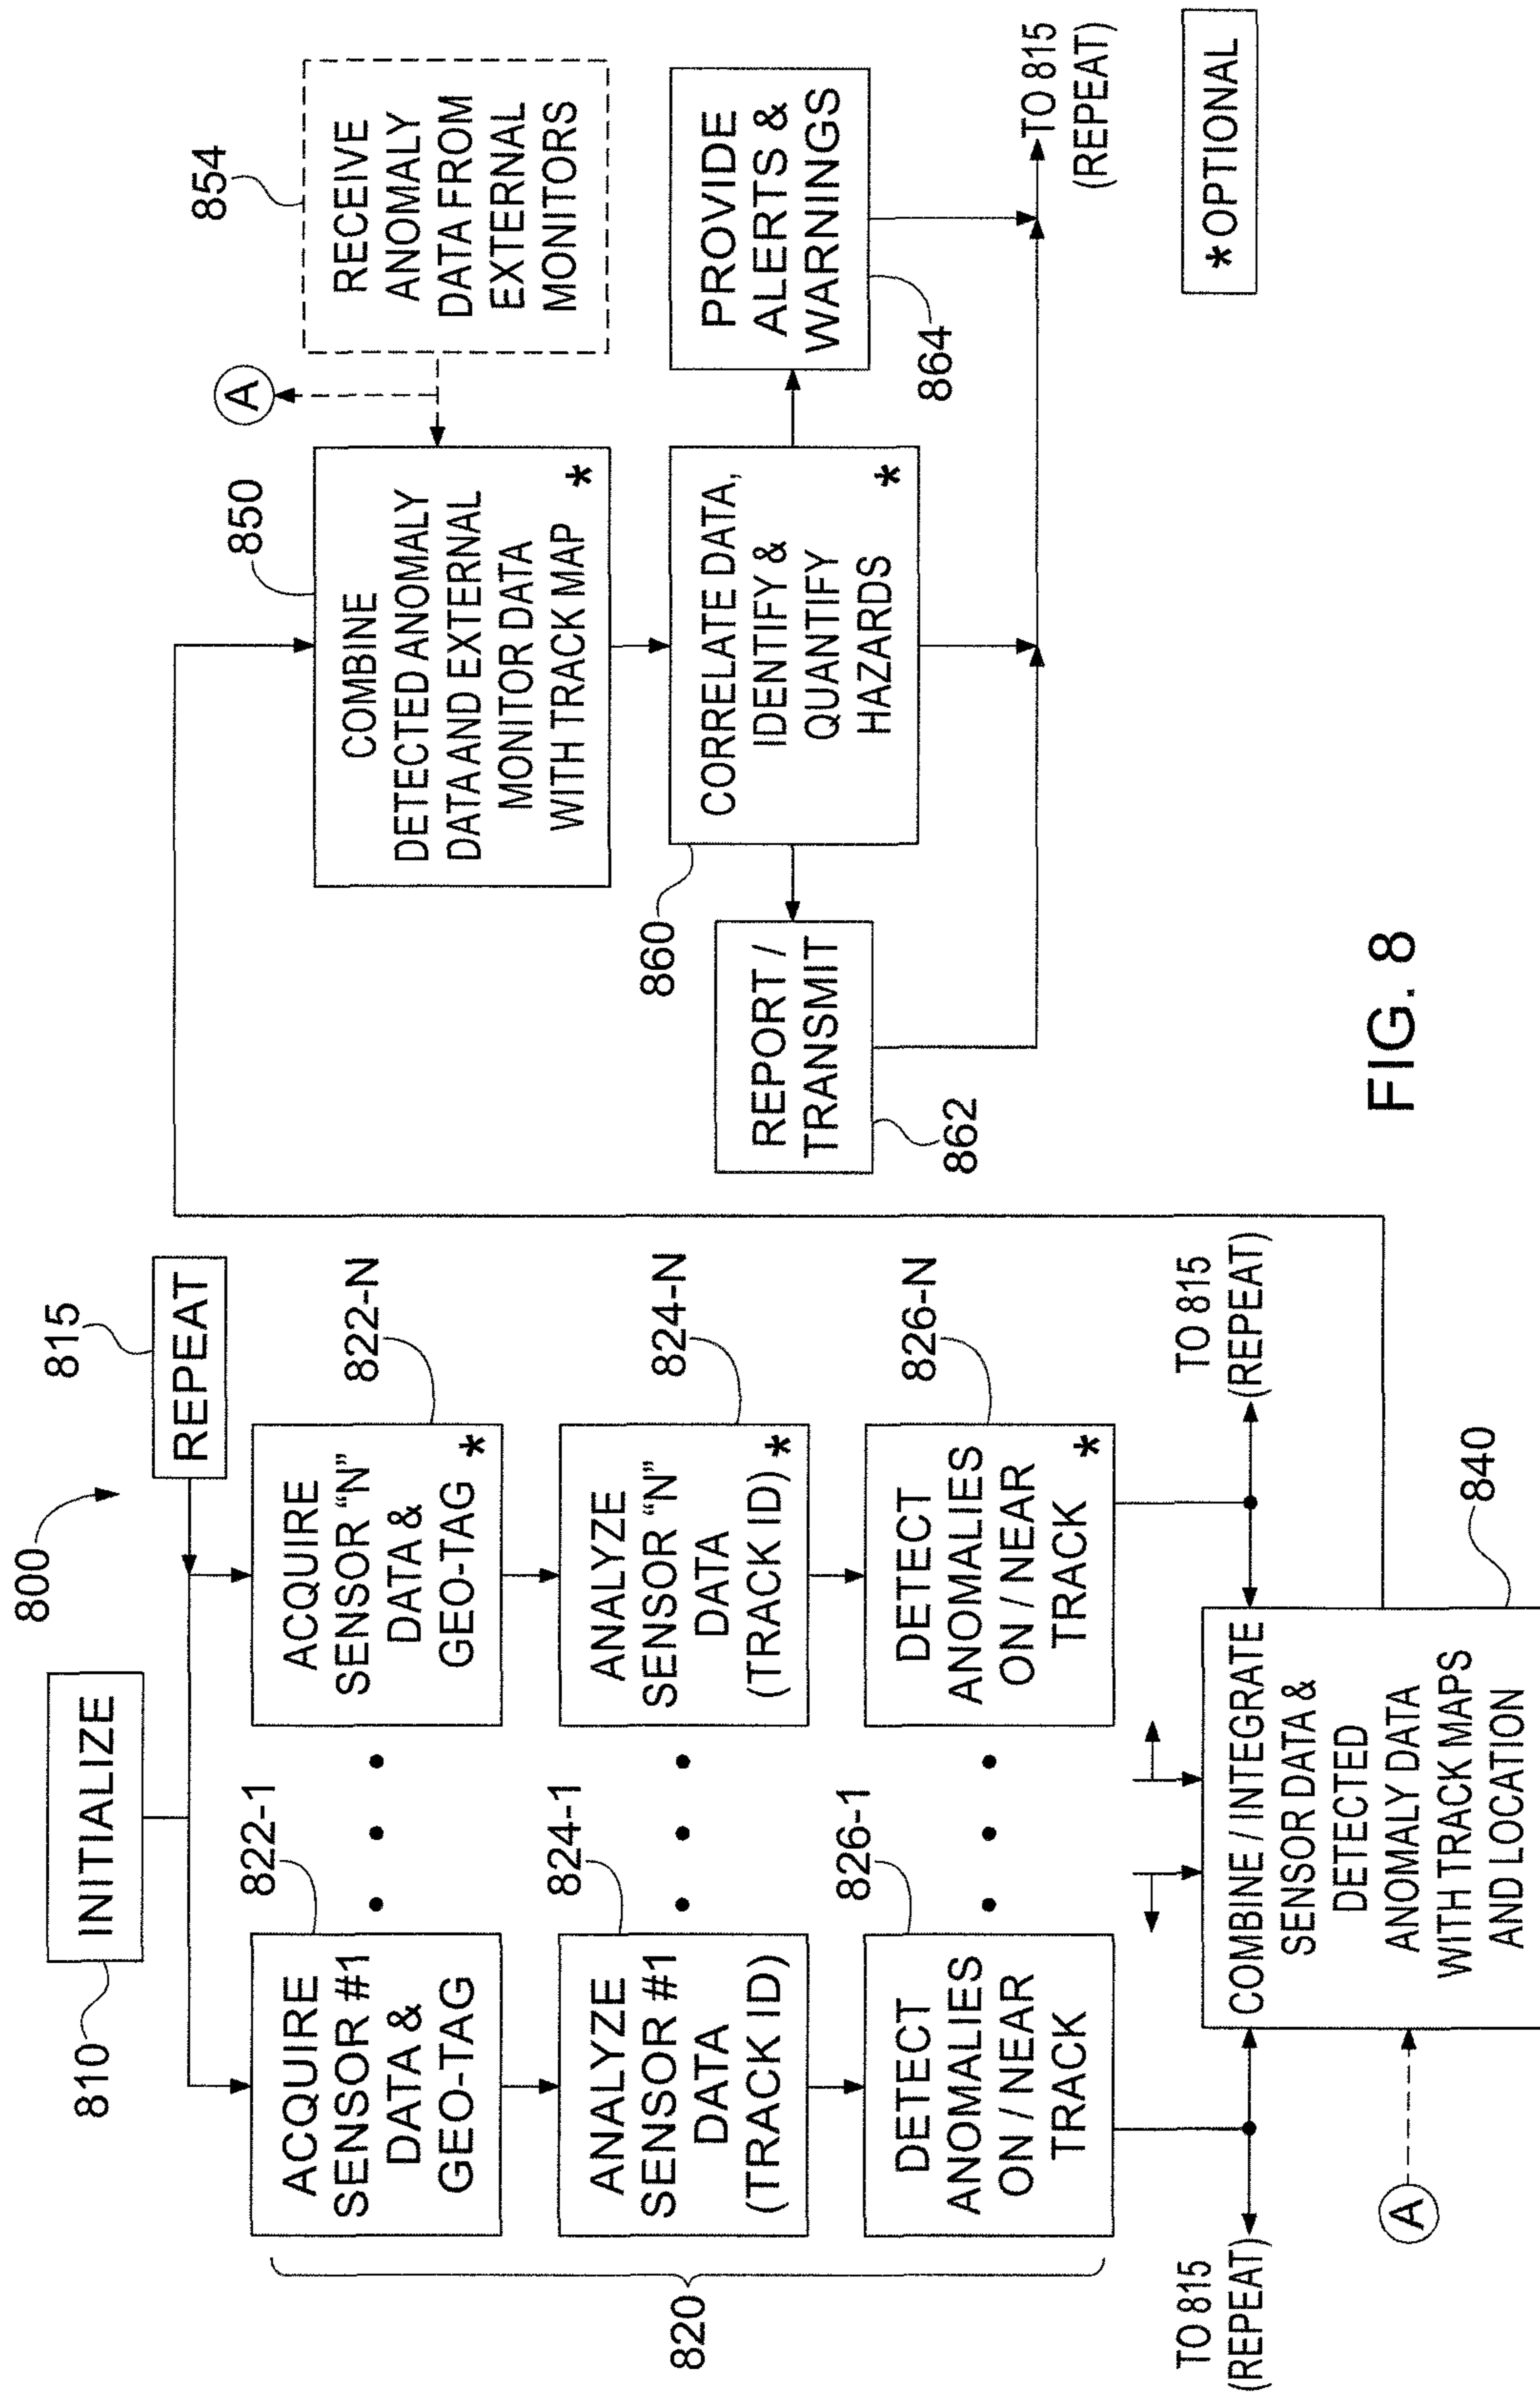 800
810
INITIALIZE
815
REPEAT
822-1
ACQUIRE
SENSOR #1
DATA &
GEO-TAG
822-N
ACQUIRE
SENSOR "N"
DATA &
GEO-TAG *
824-1
ANALYZE
SENSOR #1
DATA
(TRACK ID)
824-N
ANALYZE
SENSOR "N"
DATA
(TRACK ID) *
826-1
DETECT
ANOMALIES
ON / NEAR
TRACK
826-N
DETECT
ANOMALIES
ON / NEAR
TRACK *
820
TO 815
(REPEAT)
TO 815
(REPEAT)
A
COMBINE / INTEGRATE
SENSOR DATA &
DETECTED
ANOMALY DATA
WITH TRACK MAPS
AND LOCATION
840
850
COMBINE
DETECTED ANOMALY
DATA AND EXTERNAL
MONITOR DATA
WITH TRACK MAP *
A
854
RECEIVE
ANOMALY
DATA FROM
EXTERNAL
MONITORS
860
CORRELATE DATA,
IDENTIFY &
QUANTIFY
HAZARDS *
REPORT /
TRANSMIT
862
PROVIDE
ALERTS &
WARNINGS
864
TO 815
(REPEAT)
* OPTIONAL
FIG. 8